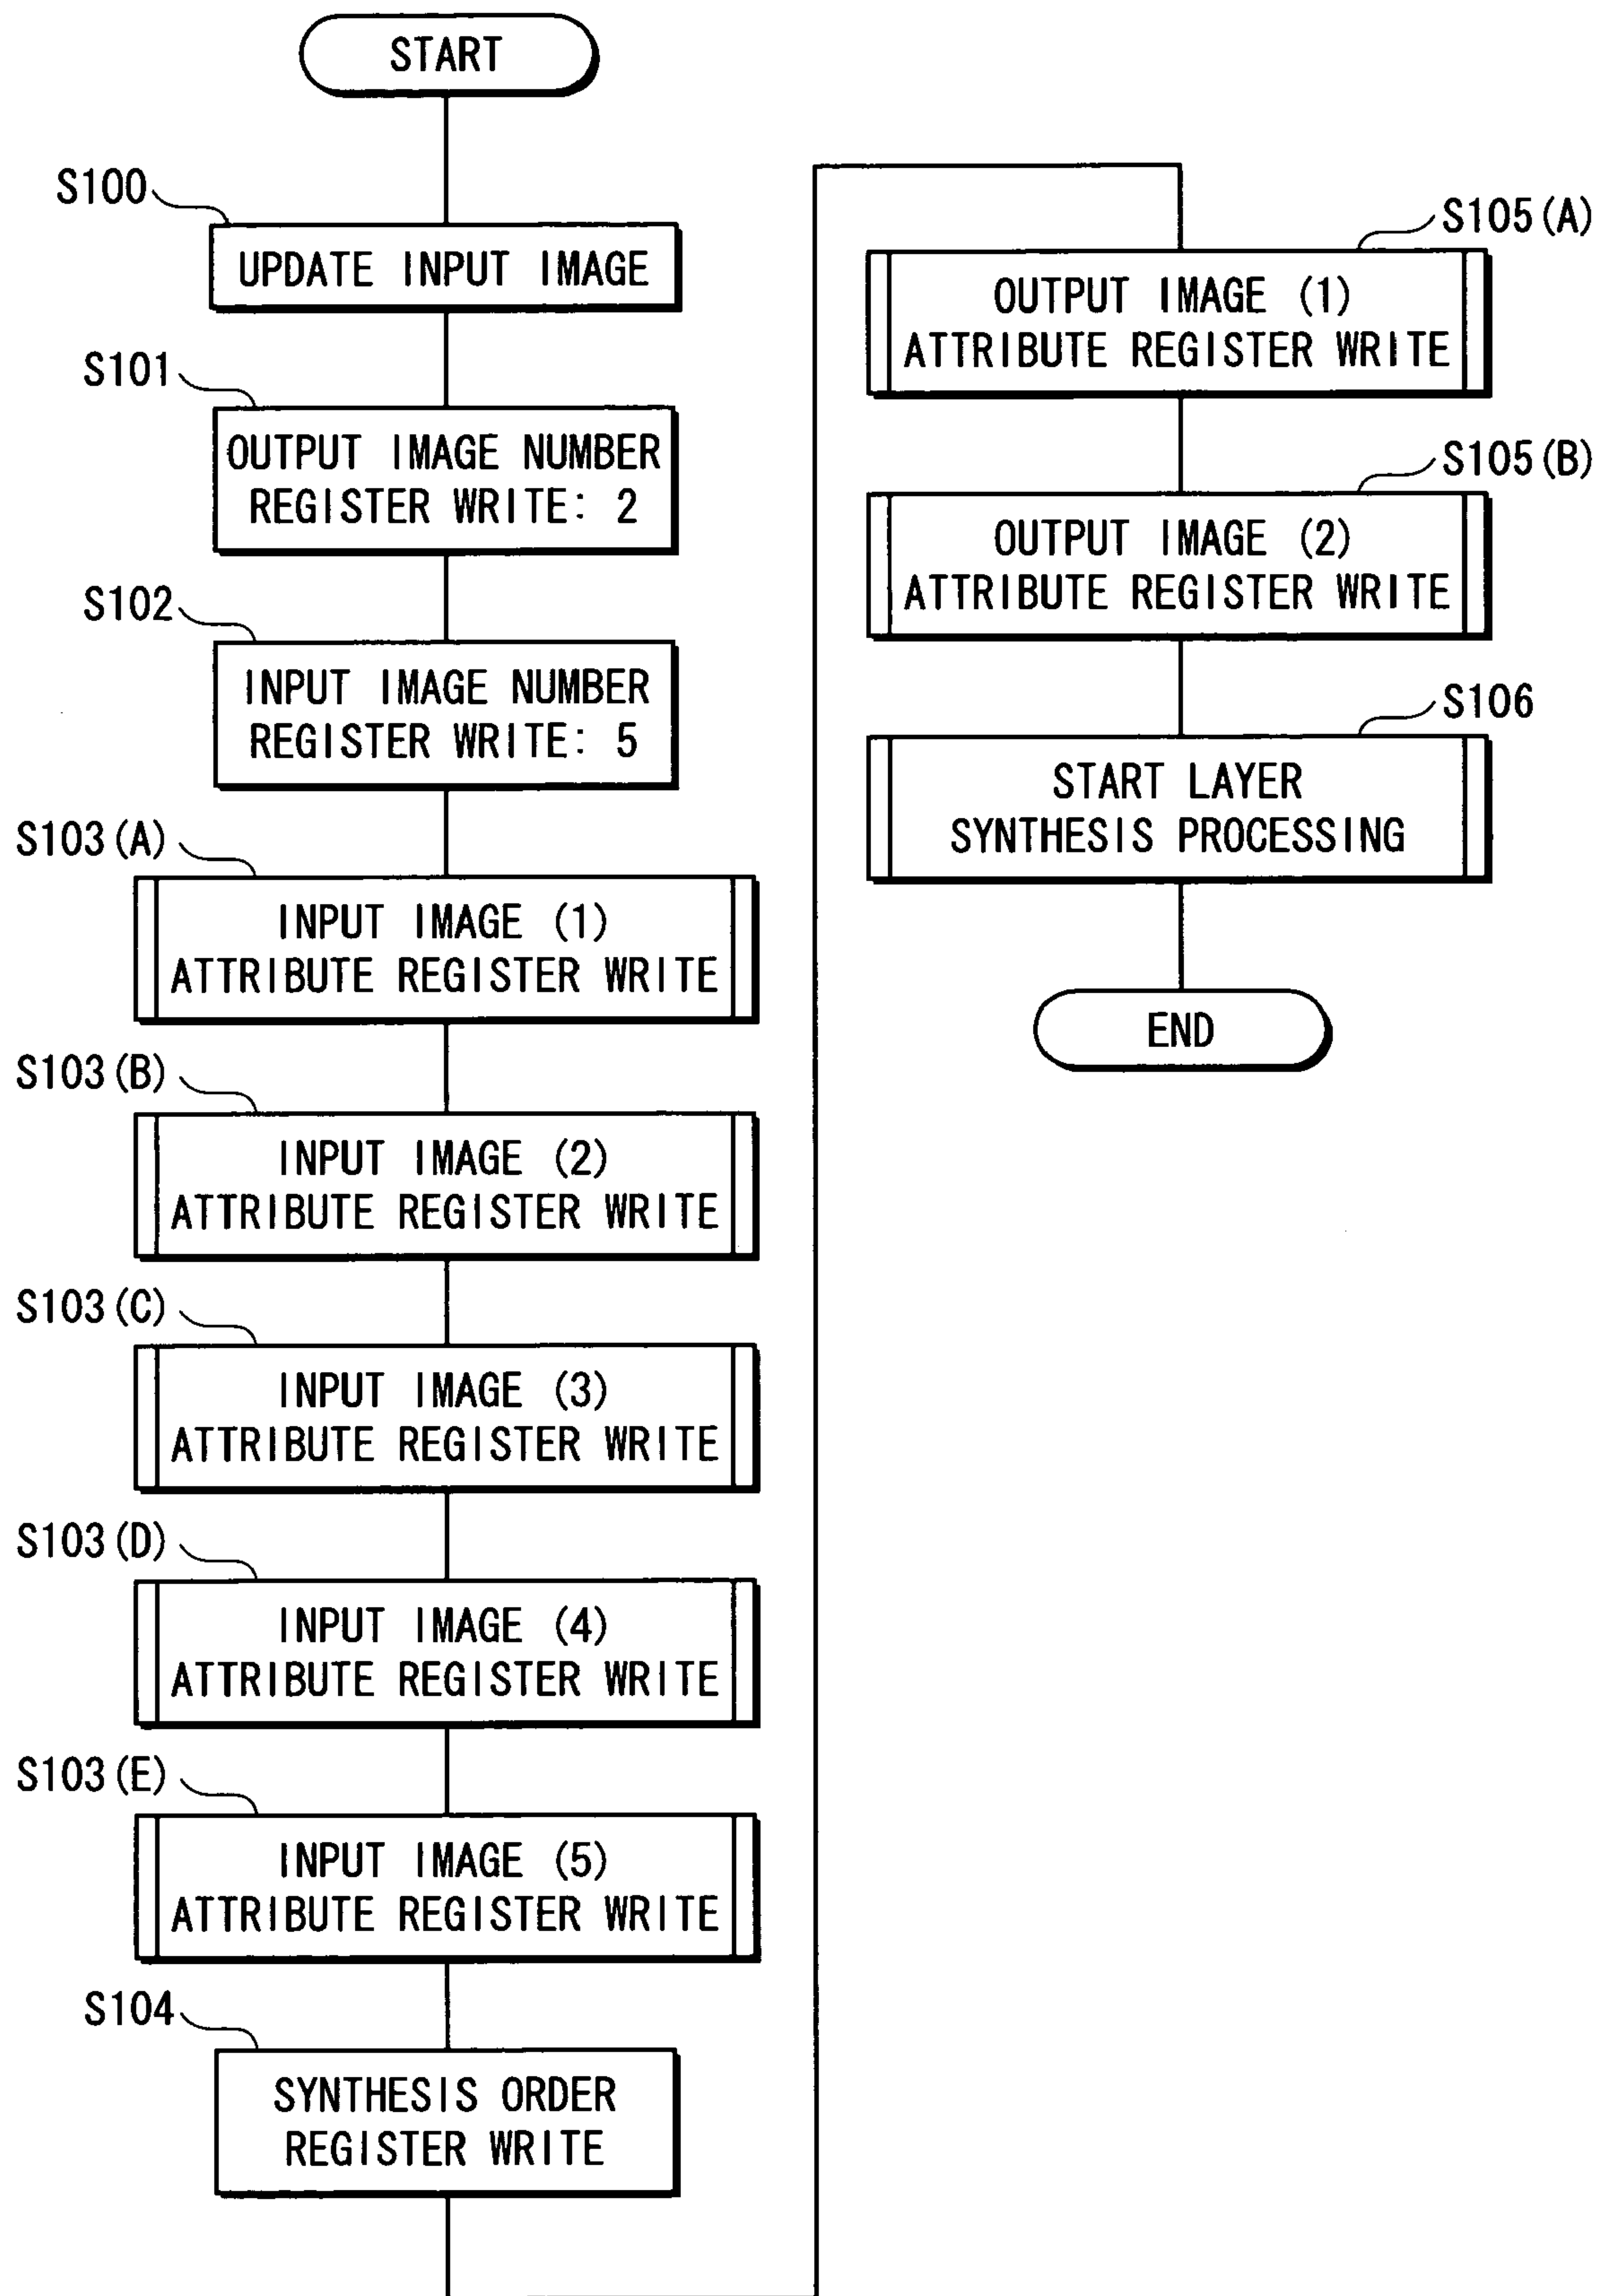 START
S100
UPDATE INPUT IMAGE
S101
OUTPUT IMAGE NUMBER
REGISTER WRITE: 2
S102
INPUT IMAGE NUMBER
REGISTER WRITE: 5
S103(A)
INPUT IMAGE (1)
ATTRIBUTE REGISTER WRITE
S103(B)
INPUT IMAGE (2)
ATTRIBUTE REGISTER WRITE
S103(C)
INPUT IMAGE (3)
ATTRIBUTE REGISTER WRITE
S103(D)
INPUT IMAGE (4)
ATTRIBUTE REGISTER WRITE
S103(E)
INPUT IMAGE (5)
ATTRIBUTE REGISTER WRITE
S104
SYNTHESIS ORDER
REGISTER WRITE
S105(A)
OUTPUT IMAGE (1)
ATTRIBUTE REGISTER WRITE
S105(B)
OUTPUT IMAGE (2)
ATTRIBUTE REGISTER WRITE
S106
START LAYER
SYNTHESIS PROCESSING
END